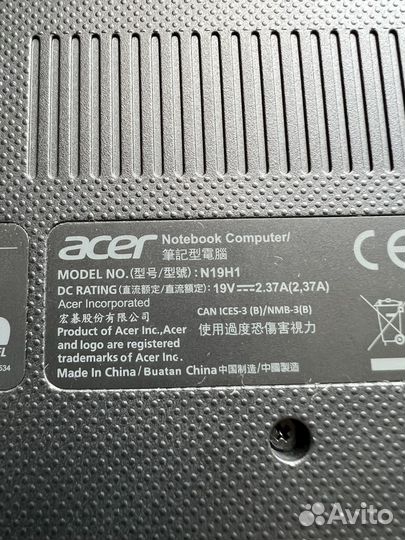 acer Notebook Computer/
筆記型電腦
MODEL NO.(型号/型號):N19H1
DC RATING(直流额定/直流額定): 19V⎓2.37A(2,37A)
Acer Incorporated
宏碁股份有限公司
CAN ICES-3 (B)/NMB-3(B)
Product of Acer Inc.,Acer
and logo are registered
trademarks of Acer Inc.
使用過度恐傷害視力
Made In China / Buatan China 中国制造/中國製造
CE
FL
534
Avito